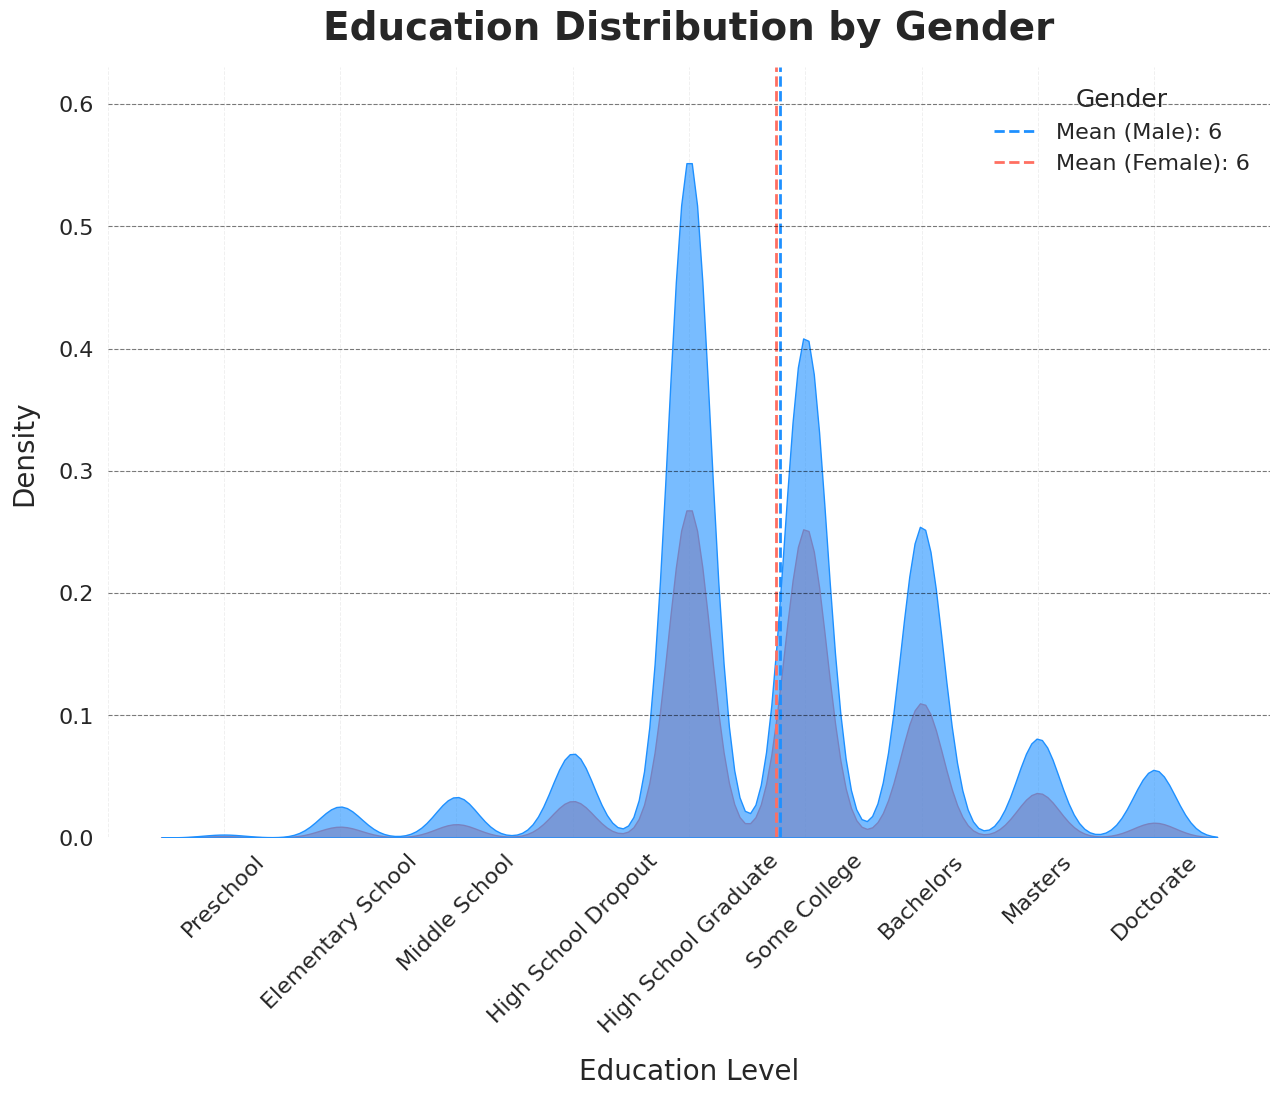 Education Distribution by Gender
Gender
Mean (Male): 6
Mean (Female): 6
Density
0.6
0.5
0.4
0.3
0.2
0.1
0.0
Preschool
Elementary School
Middle School
High School Dropout
High School Graduate
Some College
Bachelors
Masters
Doctorate
Education Level